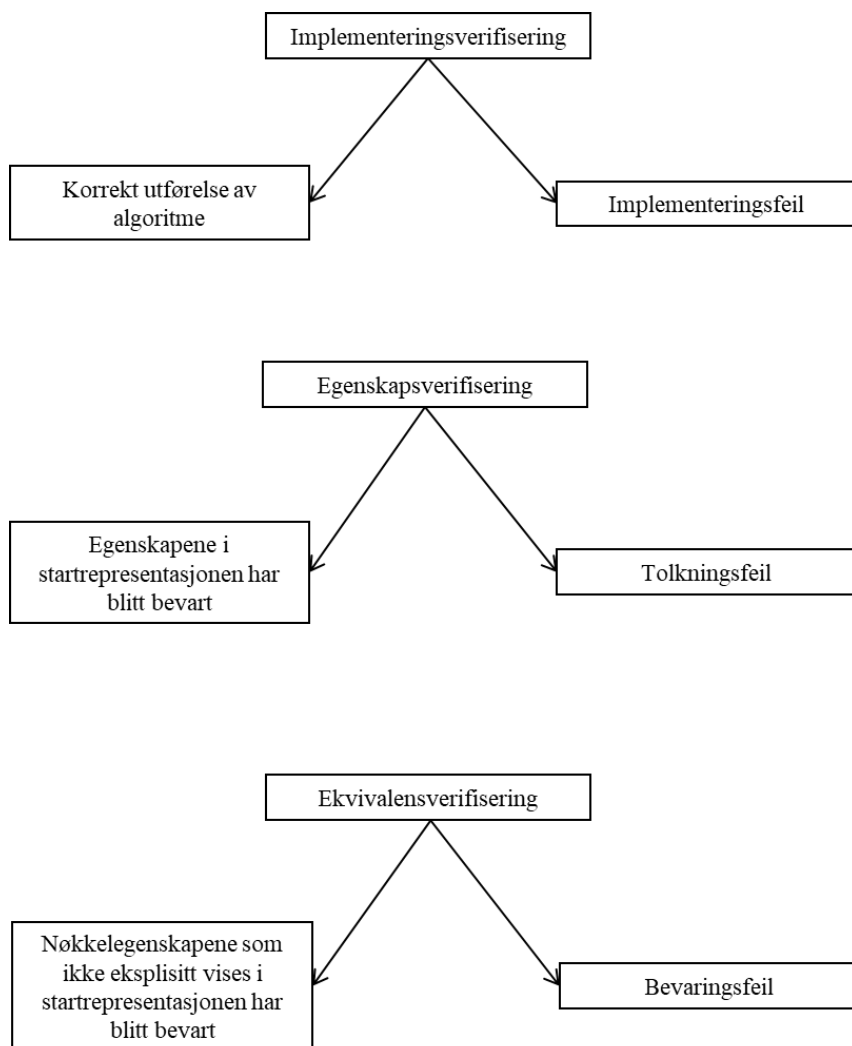 Implementeringsverifisering
Korrekt utførelse av
algoritme
Implementeringsfeil
Egenskapsverifisering
Egenskapene i
startrepresentasjonen har
blitt bevart
Tolkningsfeil
Ekvivalensverifisering
Nøkkelegenskapene som
ikke eksplisitt vises i
startrepresentasjonen har
blitt bevart
Bevaringsfeil